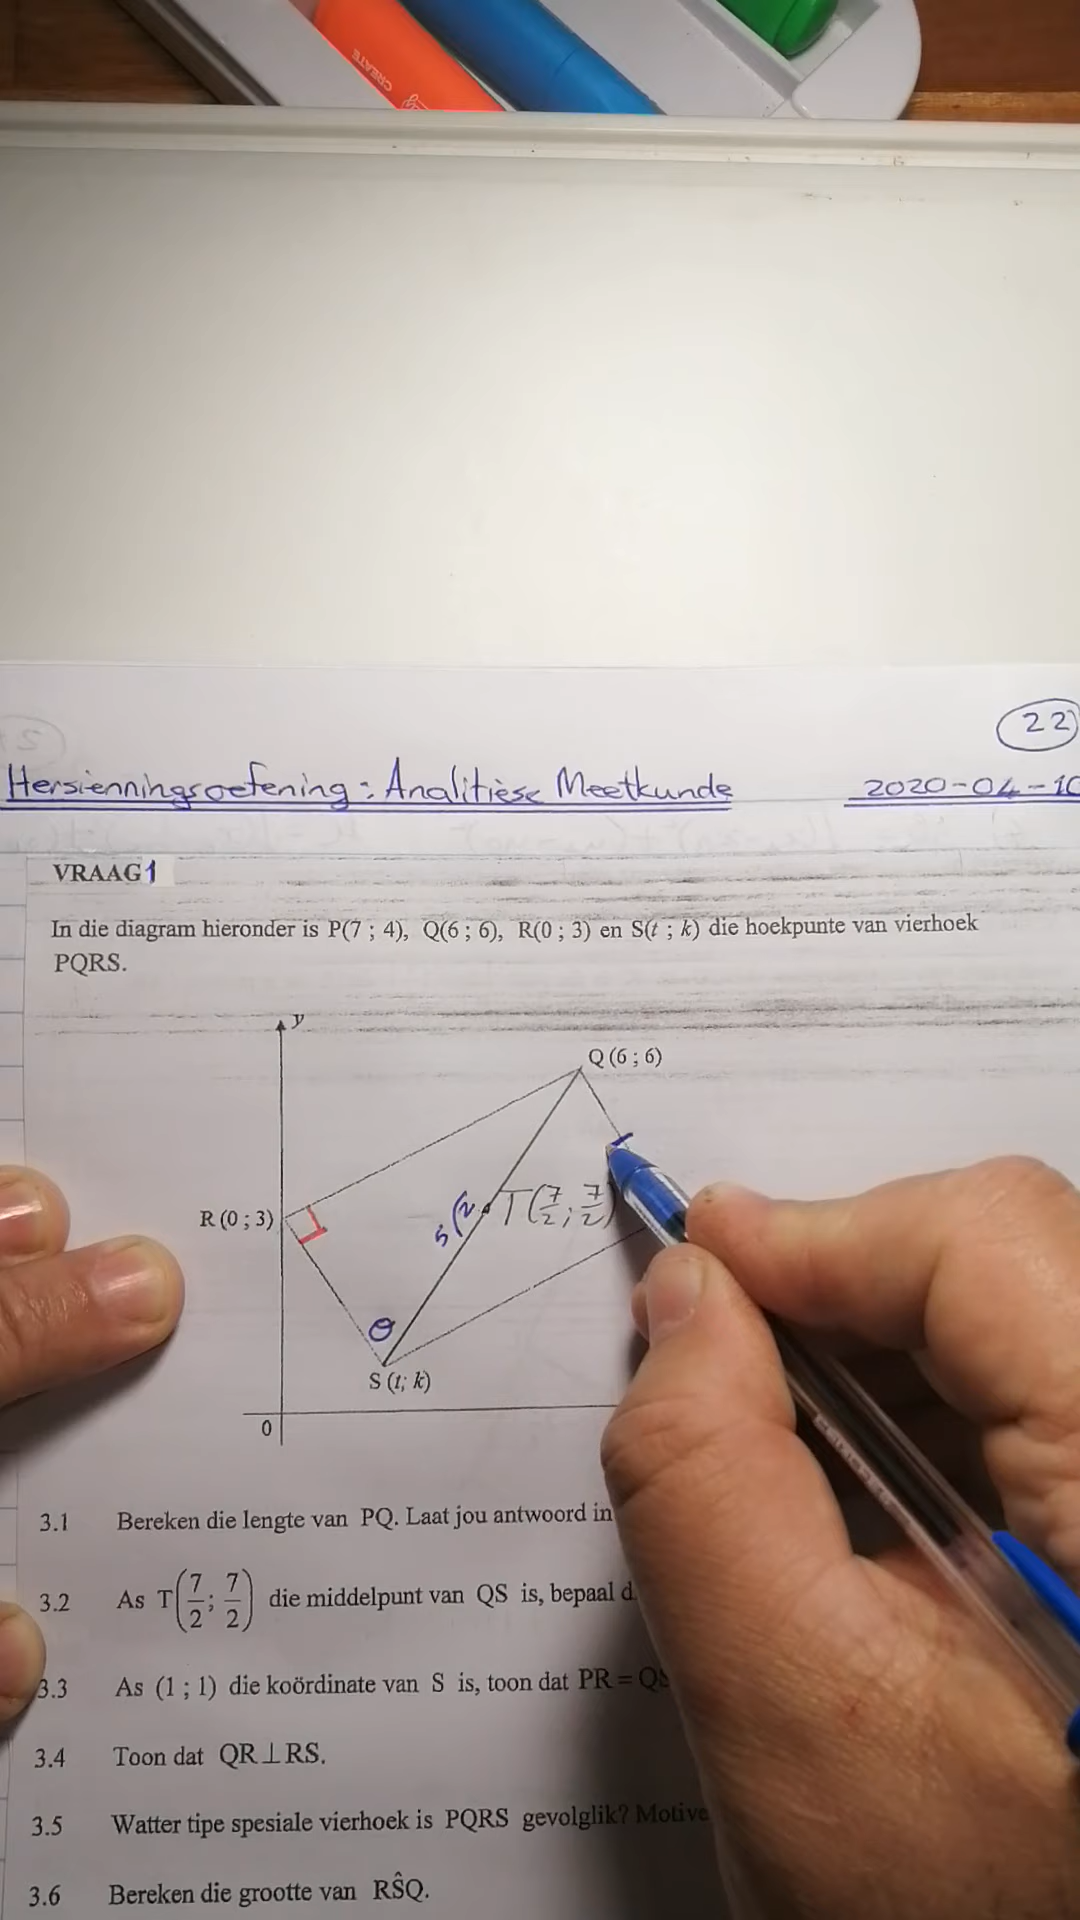 CREATE
22
Hersienningsoefening: Analitiese Meetkunde 2020-04-10
VRAAG 1
In die diagram hieronder is P(7 ; 4), Q(6 ; 6), R(0 ; 3) en S(t ; k) die hoekpunte van vierhoek
PQRS.
y
Q (6 ; 6)
R (0 ; 3)
T(7/2 ; 7/2)
θ
S (t; k)
0
3.1 Bereken die lengte van PQ. Laat jou antwoord in
3.2 As T(7/2 ; 7/2) die middelpunt van QS is, bepaal
3.3 As (1 ; 1) die koördinate van S is, toon dat PR = QS
3.4 Toon dat QR ⊥ RS.
3.5 Watter tipe spesiale vierhoek is PQRS gevolglik?
3.6 Bereken die grootte van RŜQ.